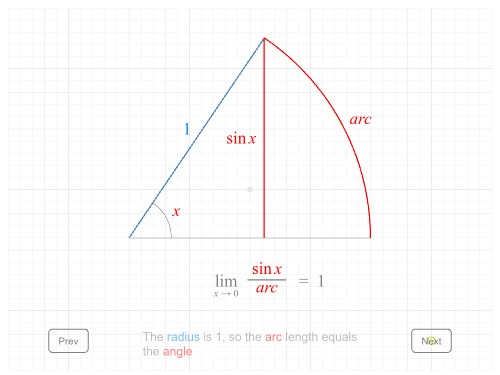 1
sin x
arc
x
lim x → 0 sin x / arc = 1
Prev
The radius is 1, so the arc length equals
the angle
Next